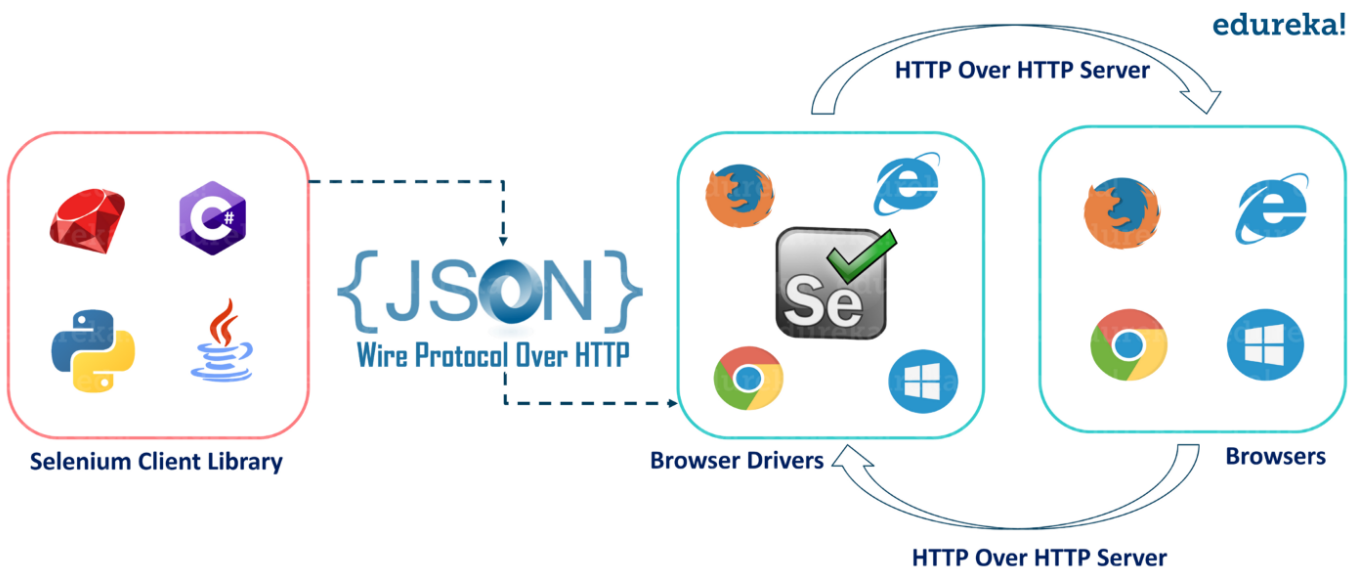 edureka!
HTTP Over HTTP Server
C#
{JSON}
Wire Protocol Over HTTP
Se
Selenium Client Library
Browser Drivers
Browsers
HTTP Over HTTP Server